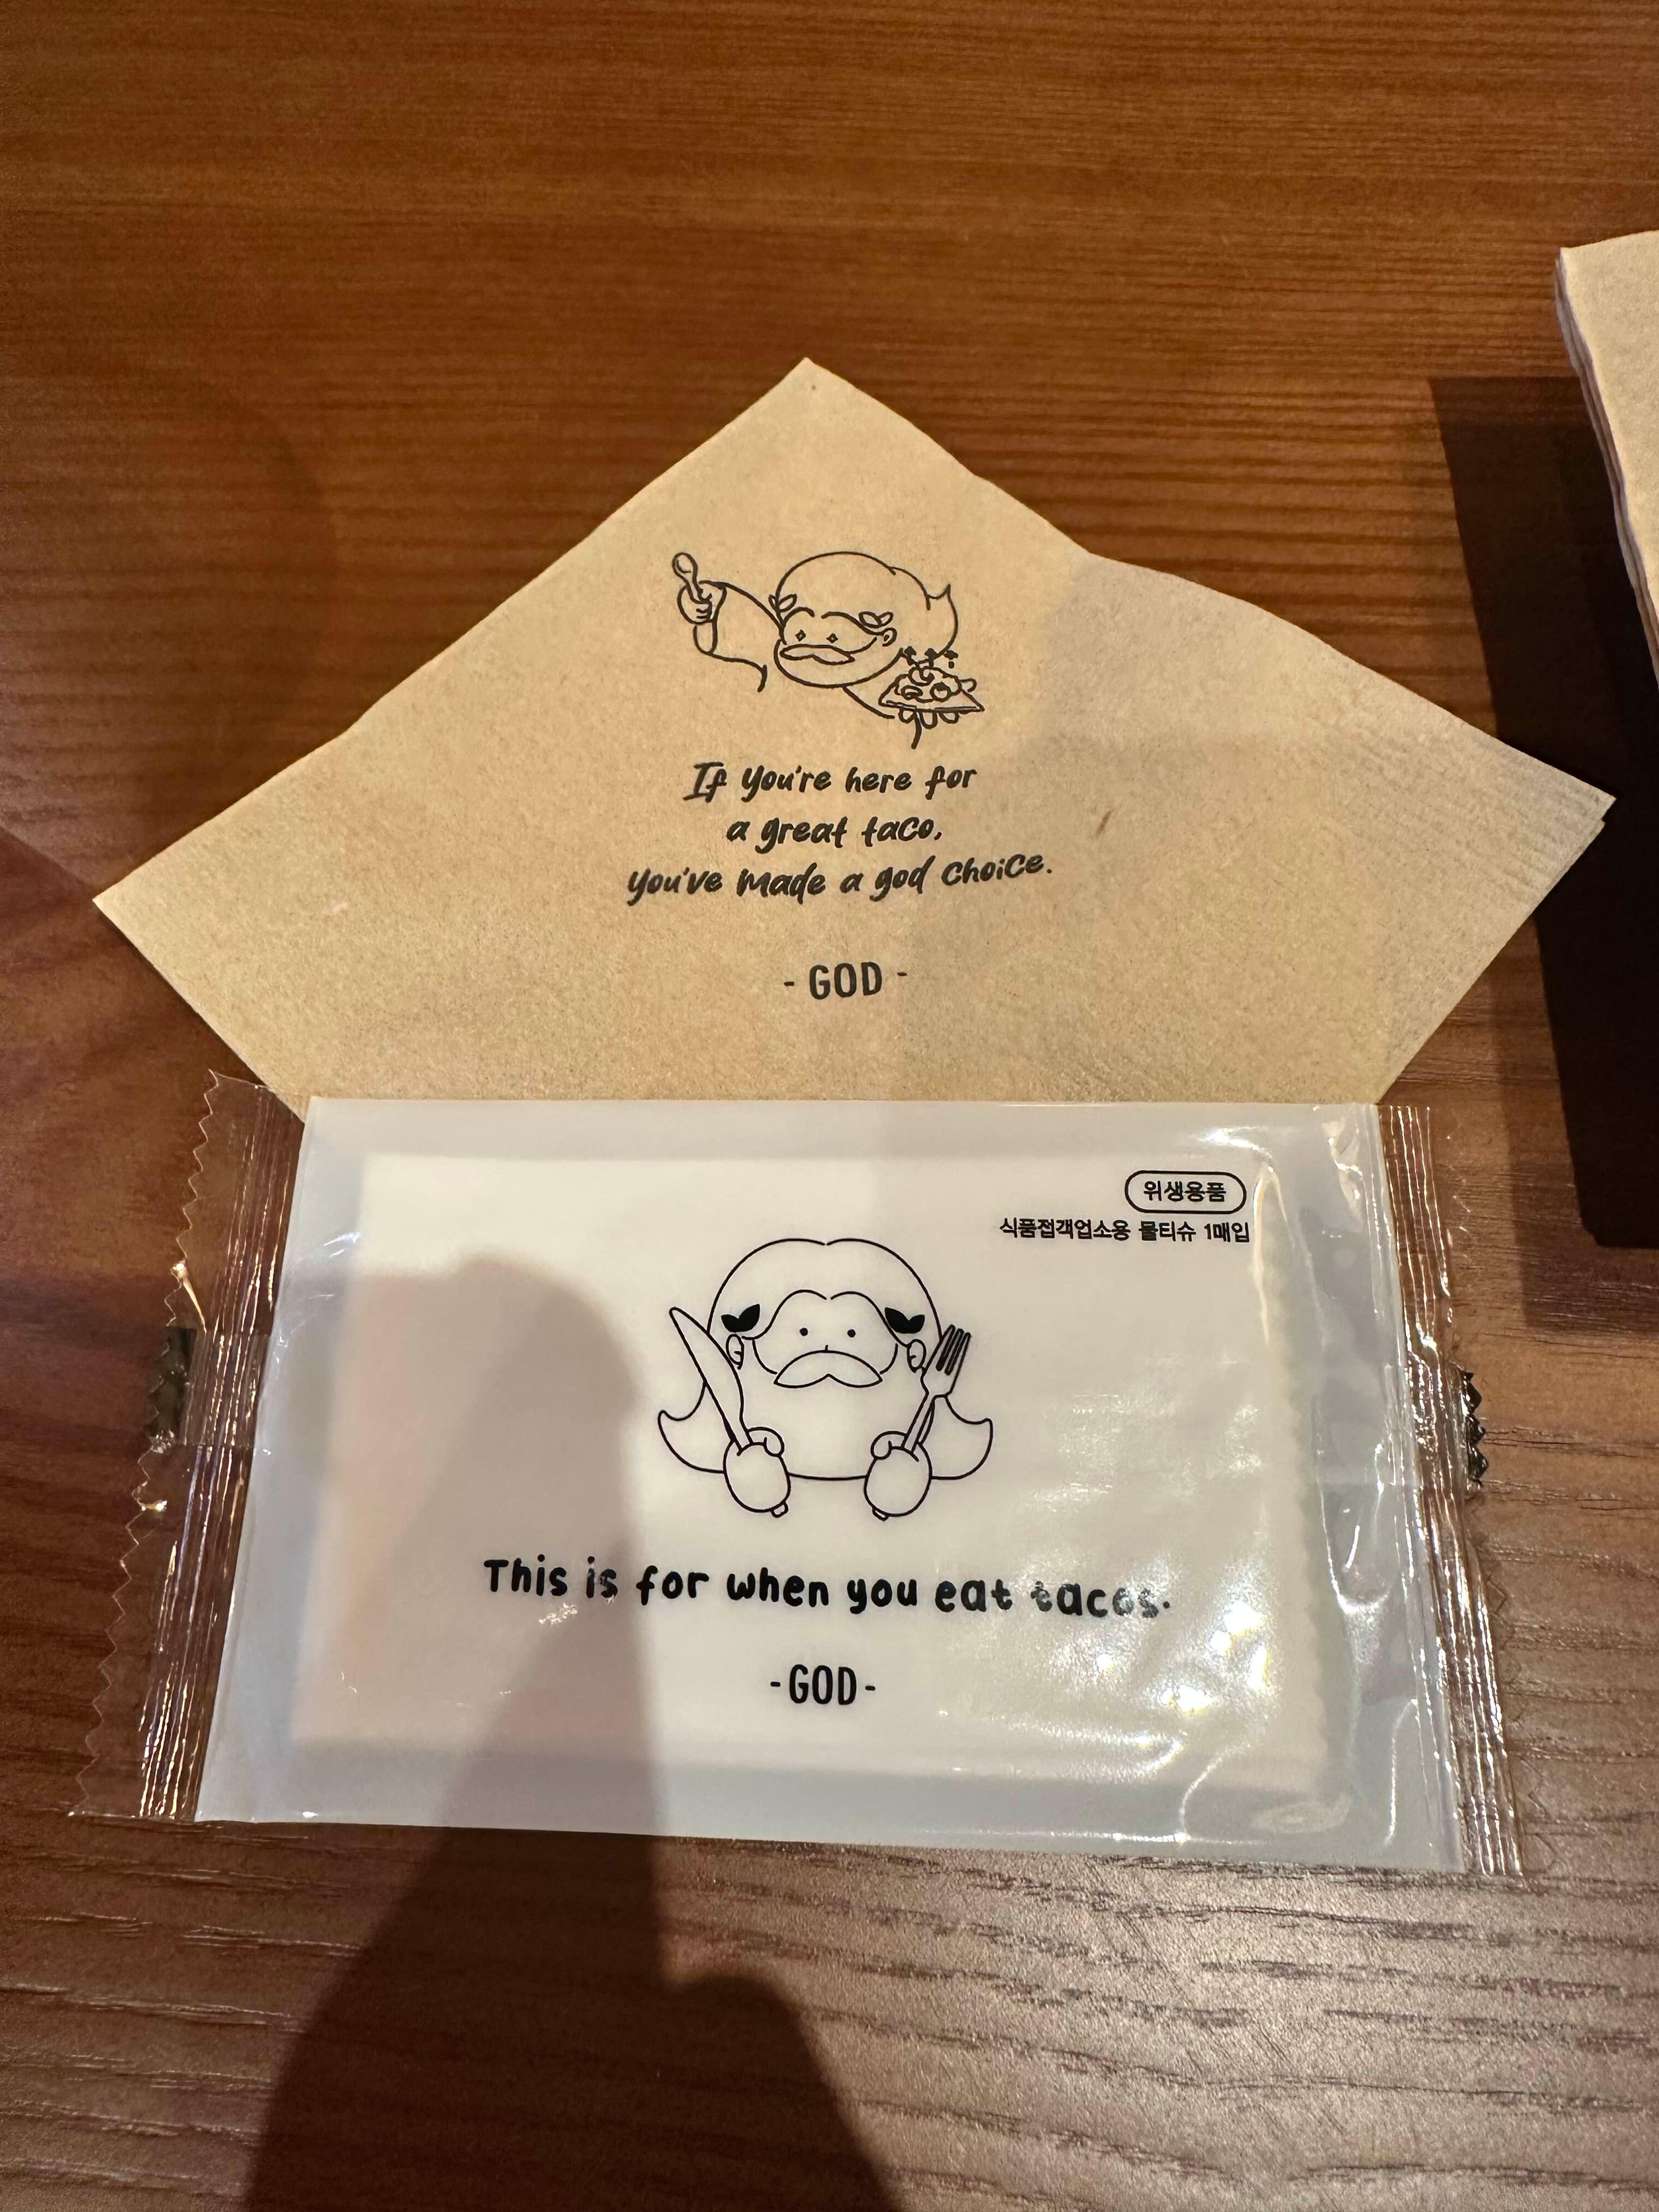 If you're here for
a great taco,
you've made a god choice.
- GOD -
위생용품
식품접객업소용 물티슈 1매입
This is for when you eat tacos.
-GOD-